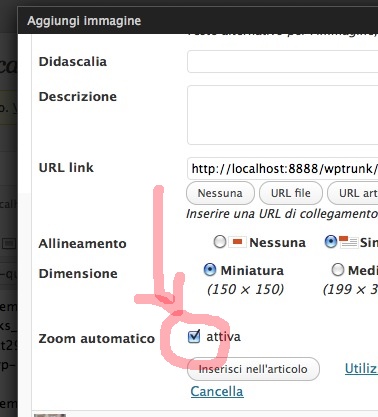 Aggiungi immagine
Didascalia
Descrizione
URL link
http://localhost:8888/wptrunk/
Nessuna URL file URL art
Inserire una URL di collegamento
Allineamento Nessuna Sin
Dimensione Miniatura Medi
(150 × 150) (199 × 3
Zoom automatico attiva
Inserisci nell'articolo Utiliz
Cancella